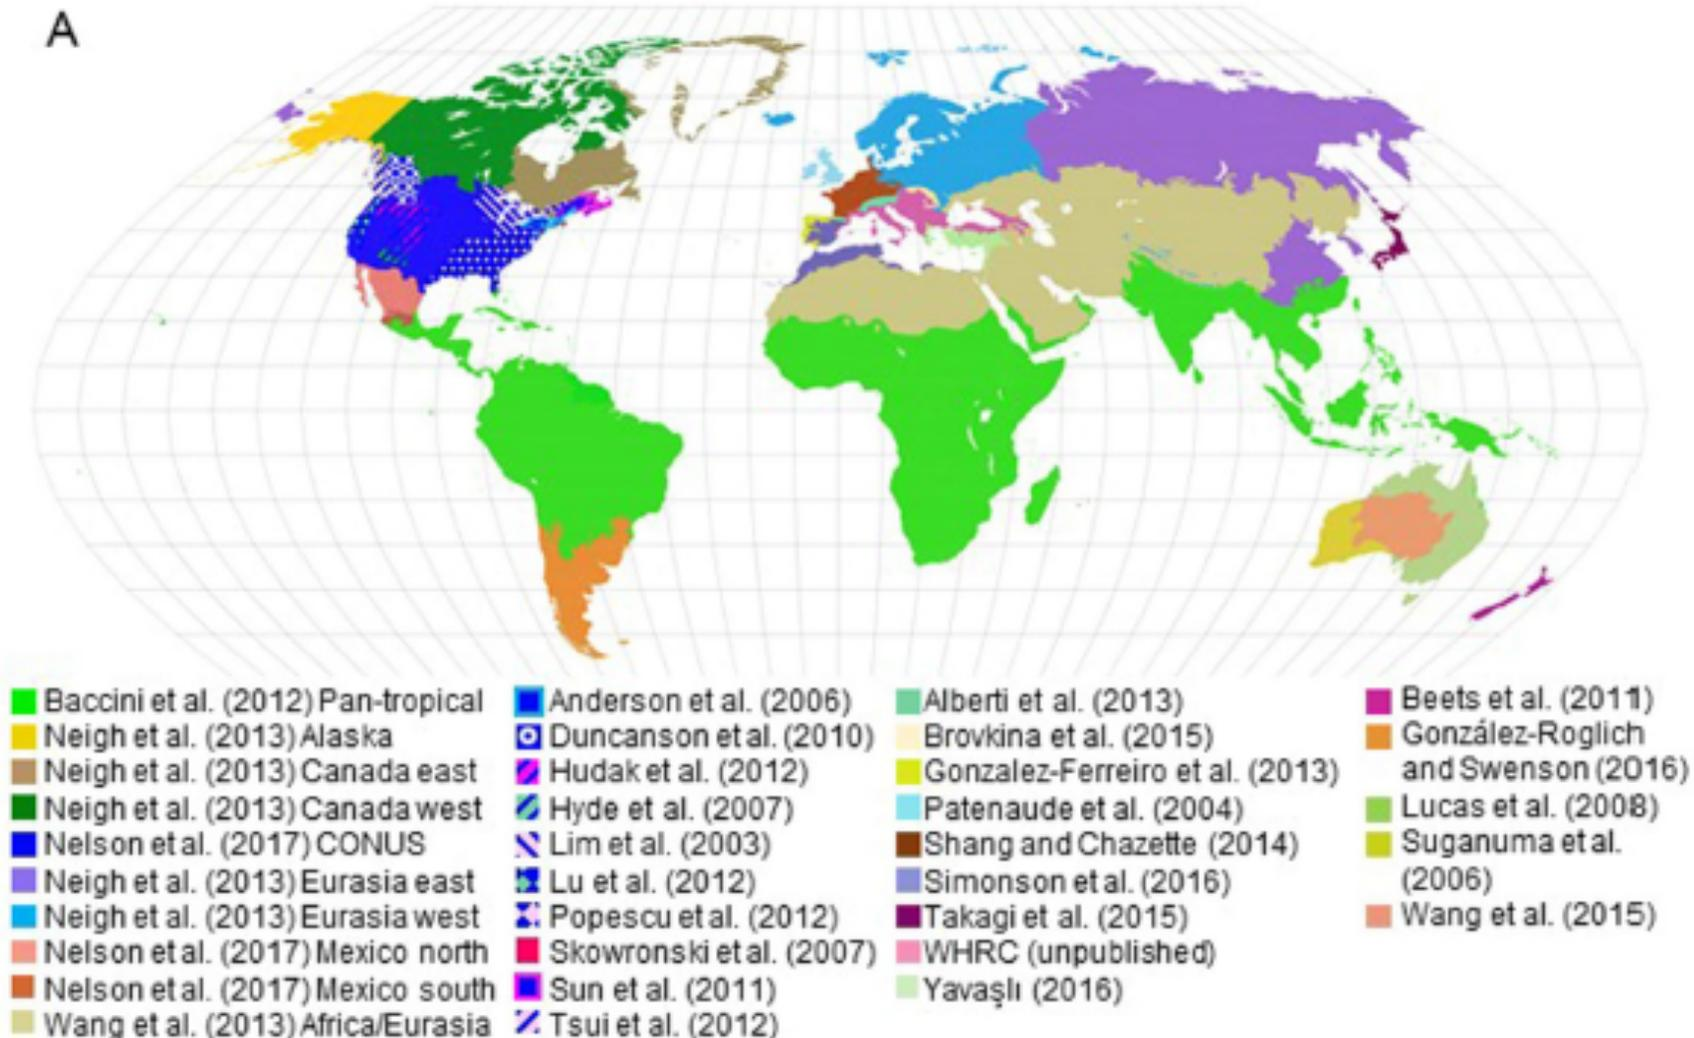 A
Baccini et al. (2012) Pan-tropical
Neigh et al. (2013) Alaska
Neigh et al. (2013) Canada east
Neigh et al. (2013) Canada west
Nelson et al. (2017) CONUS
Neigh et al. (2013) Eurasia east
Neigh et al. (2013) Eurasia west
Nelson et al. (2017) Mexico north
Nelson et al. (2017) Mexico south
Wang et al. (2013) Africa/Eurasia
Anderson et al. (2006)
Duncanson et al. (2010)
Hudak et al. (2012)
Hyde et al. (2007)
Lim et al. (2003)
Lu et al. (2012)
Popescu et al. (2012)
Skowronski et al. (2007)
Sun et al. (2011)
Tsui et al. (2012)
Alberti et al. (2013)
Brovkina et al. (2015)
Gonzalez-Ferreiro et al. (2013)
Patenaude et al. (2004)
Shang and Chazette (2014)
Simonson et al. (2016)
Takagi et al. (2015)
WHRC (unpublished)
Yavaşlı (2016)
Beets et al. (2011)
González-Roglich
and Swenson (2016)
Lucas et al. (2008)
Suganuma et al.
(2006)
Wang et al. (2015)